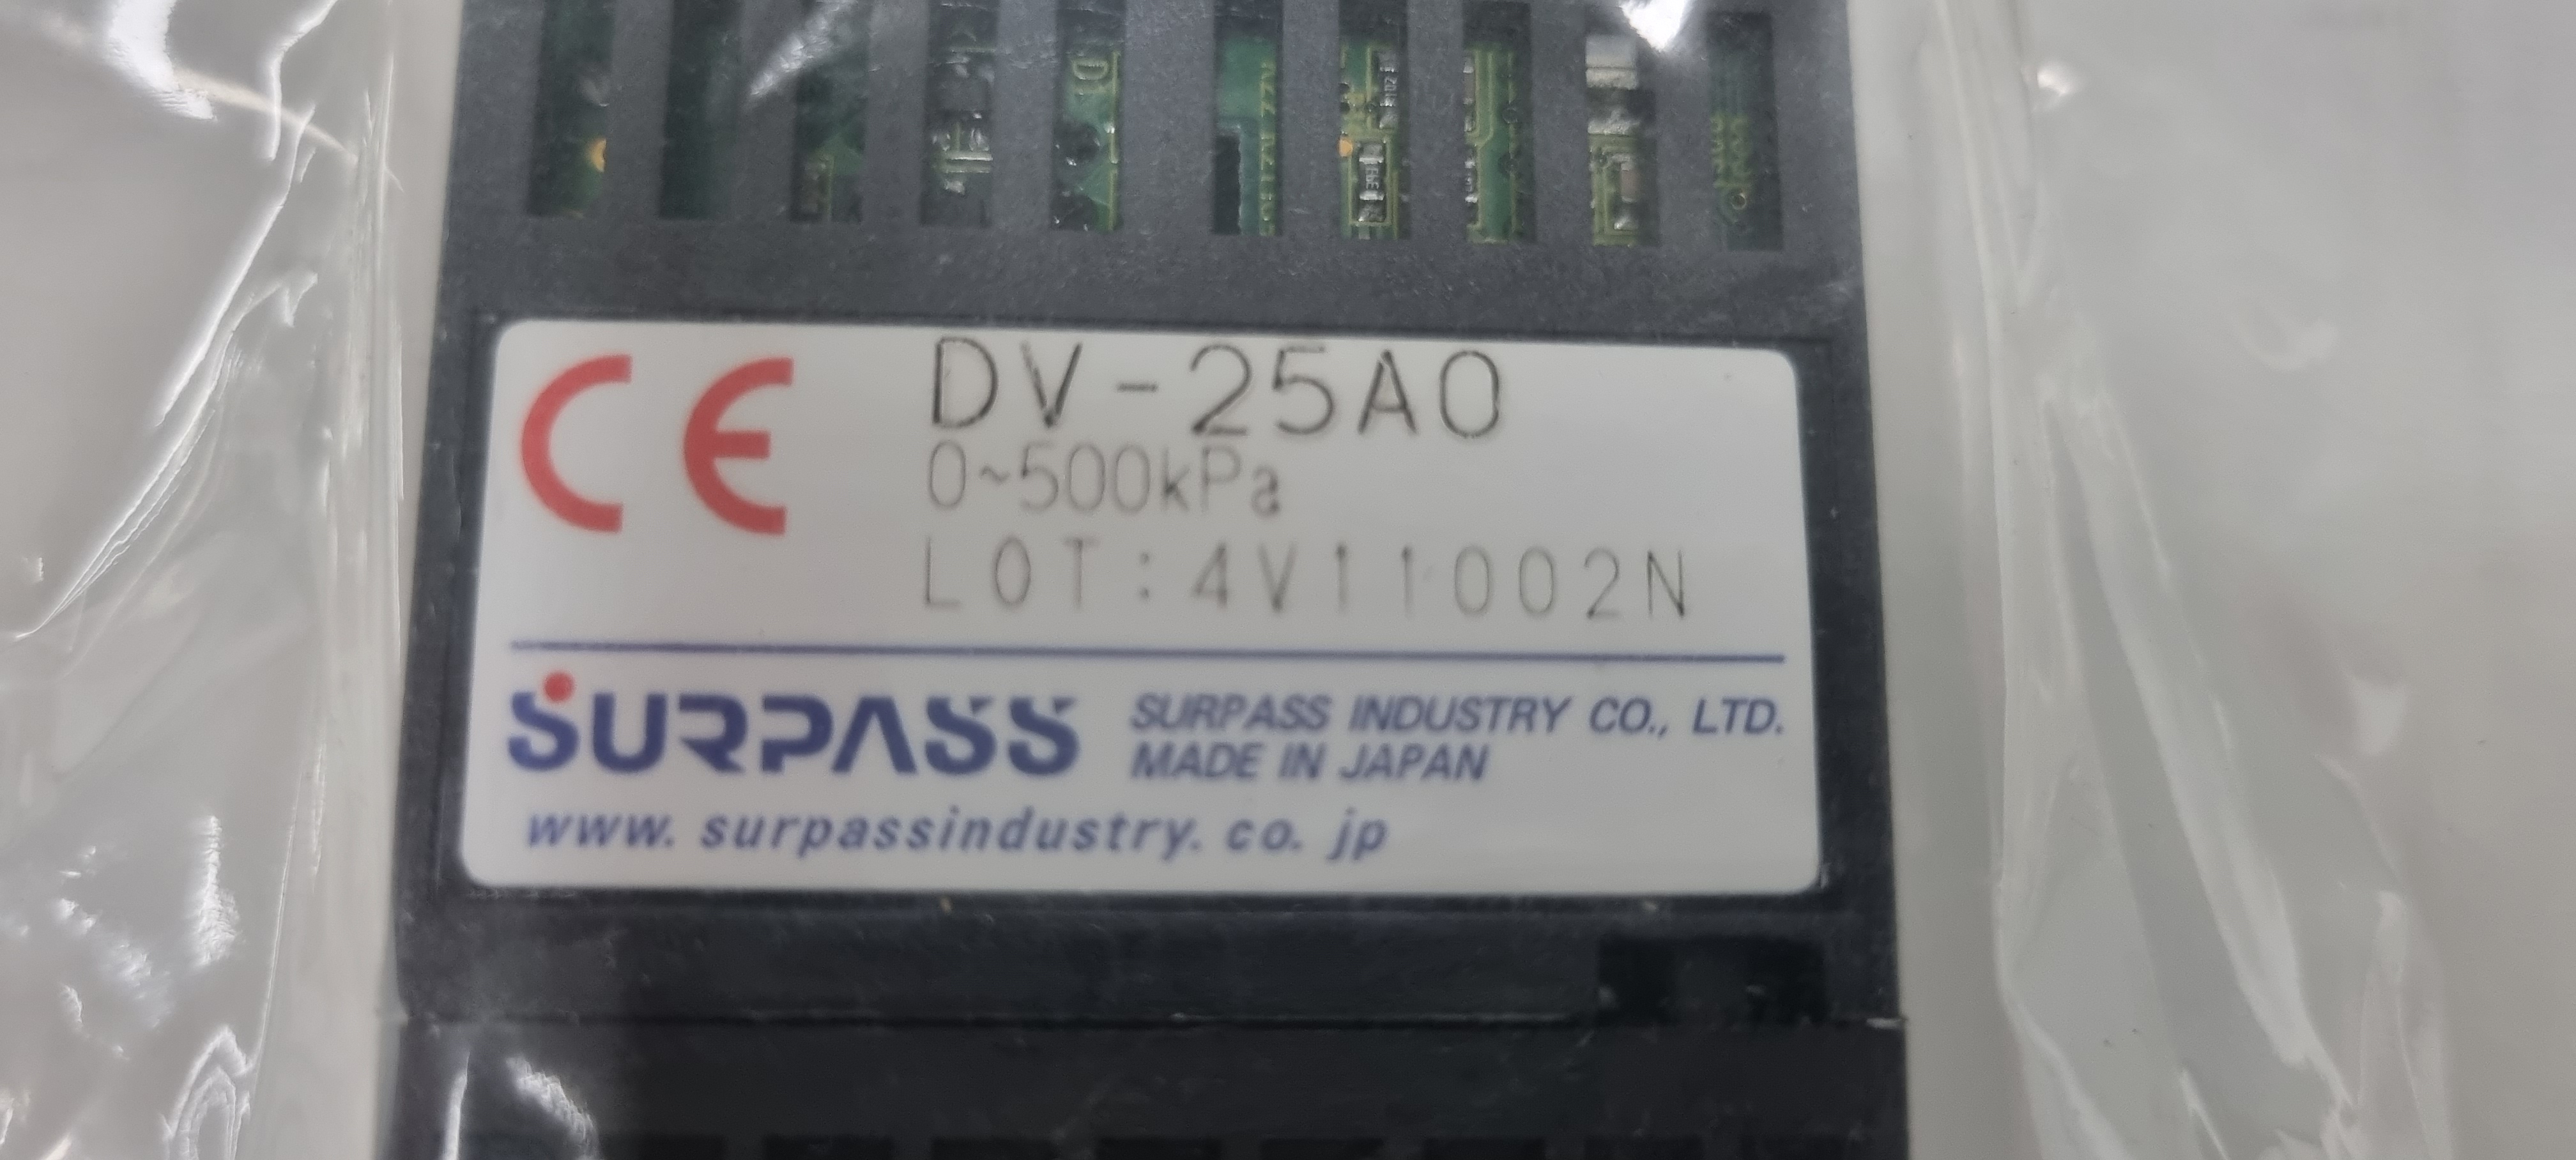 D1
CE
DV-25A0
0~500kPa
LOT:4V11002N
SURPASS
SURPASS INDUSTRY CO., LTD.
MADE IN JAPAN
www. surpassindustry. co. jp